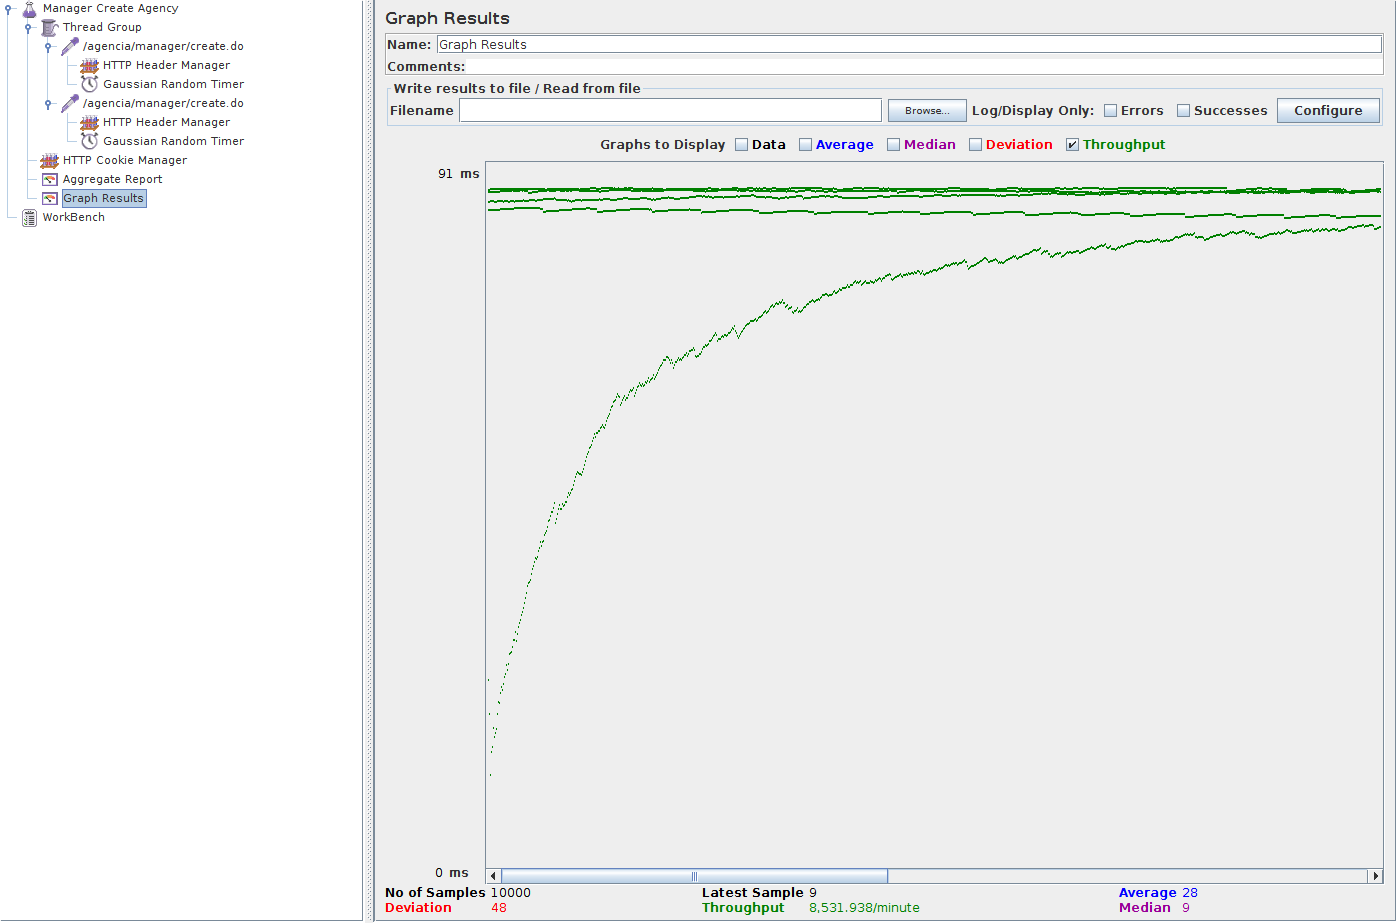 Manager Create Agency
Thread Group
/agencia/manager/create.do
HTTP Header Manager
Gaussian Random Timer
/agencia/manager/create.do
HTTP Header Manager
Gaussian Random Timer
HTTP Cookie Manager
Aggregate Report
Graph Results
WorkBench
Graph Results
Name: Graph Results
Comments:
Write results to file / Read from file
Filename Browse... Log/Display Only: Errors Successes Configure
Graphs to Display Data Average Median Deviation Throughput
91 ms
0 ms
No of Samples 10000 Latest Sample 9 Average 28
Deviation 48 Throughput 8,531.938/minute Median 9